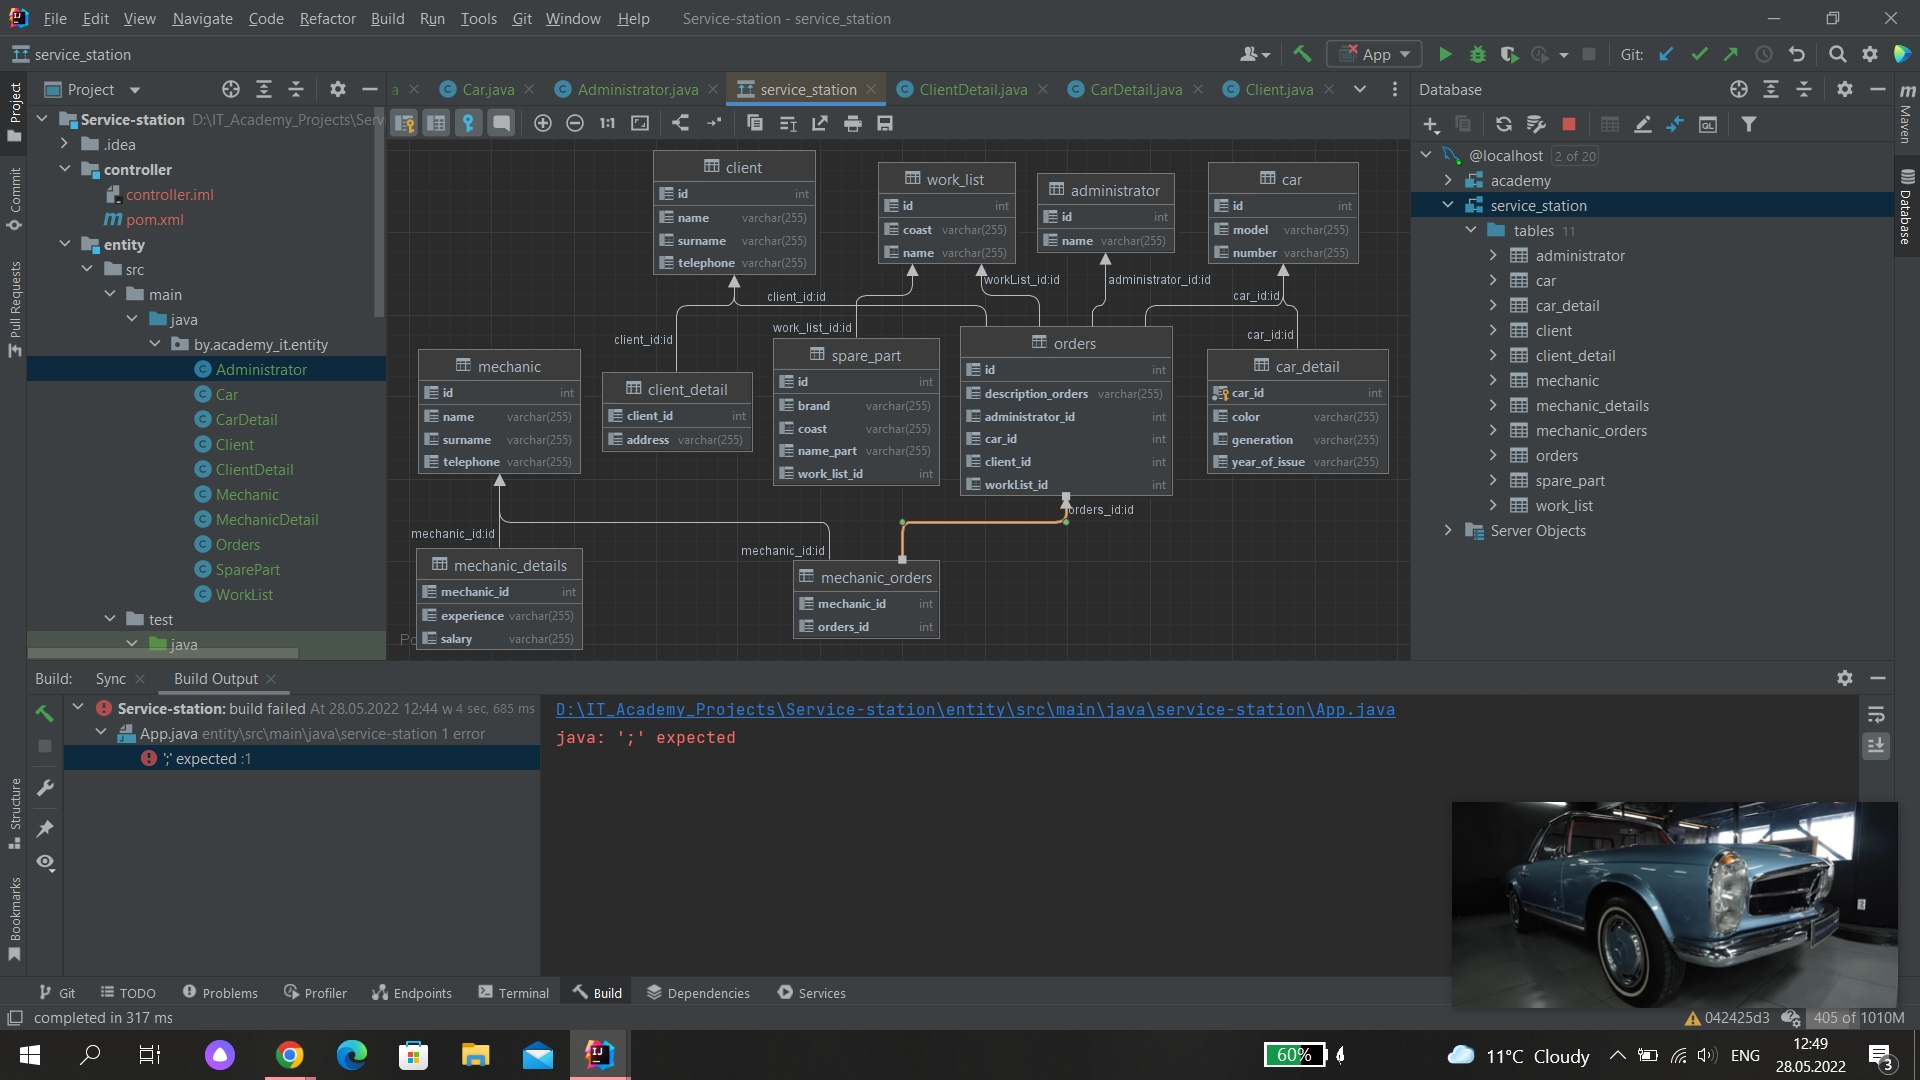 File Edit View Navigate Code Refactor Build Run Tools Git Window Help Service-station - service_station
service_station
App
Git:
Project
Car.java
Administrator.java
service_station
ClientDetail.java
CarDetail.java
Client.java
Database
1:1
QL
Service-station
.idea
controller
controller.iml
pom.xml
entity
src
main
java
by.academy_it.entity
Administrator
Car
CarDetail
Client
ClientDetail
Mechanic
MechanicDetail
Orders
SparePart
WorkList
test
java
client
id int
name varchar(255)
surname varchar(255)
telephone varchar(255)
work_list
id int
coast varchar(255)
name varchar(255)
administrator
id int
name varchar(255)
car
id int
model varchar(255)
number varchar(255)
client_id:id
workList_id:id
administrator_id:id
car_id:id
client_id:id
work_list_id:id
car_id:id
mechanic
id int
name varchar(255)
surname varchar(255)
telephone varchar(255)
client_detail
client_id int
address varchar(255)
spare_part
id int
brand varchar(255)
coast varchar(255)
name_part varchar(255)
work_list_id int
orders
id int
description_orders varchar(255)
administrator_id int
car_id int
client_id int
workList_id int
car_detail
car_id int
color varchar(255)
generation varchar(255)
year_of_issue varchar(255)
mechanic_id:id
mechanic_id:id
orders_id:id
mechanic_details
mechanic_id int
experience varchar(255)
salary varchar(255)
mechanic_orders
mechanic_id int
orders_id int
@localhost 2 of 20
academy
service_station
tables 11
administrator
car
car_detail
client
client_detail
mechanic
mechanic_details
mechanic_orders
orders
spare_part
work_list
Server Objects
Project
Commit
Pull Requests
Structure
Bookmarks
Maven
Database
Build: Sync Build Output
Service-station: build failed At 28.05.2022 12:44 w 4 sec, 685 ms
App.java entity\src\main\java\service-station 1 error
';' expected :1
D:\IT_Academy_Projects\Service-station\entity\src\main\java\service-station\App.java
java: ';' expected
Git TODO Problems Profiler Endpoints Terminal Build Dependencies Services
completed in 317 ms
042425d3 405 of 1010M
60%
11°C Cloudy
ENG
12:49
28.05.2022
3